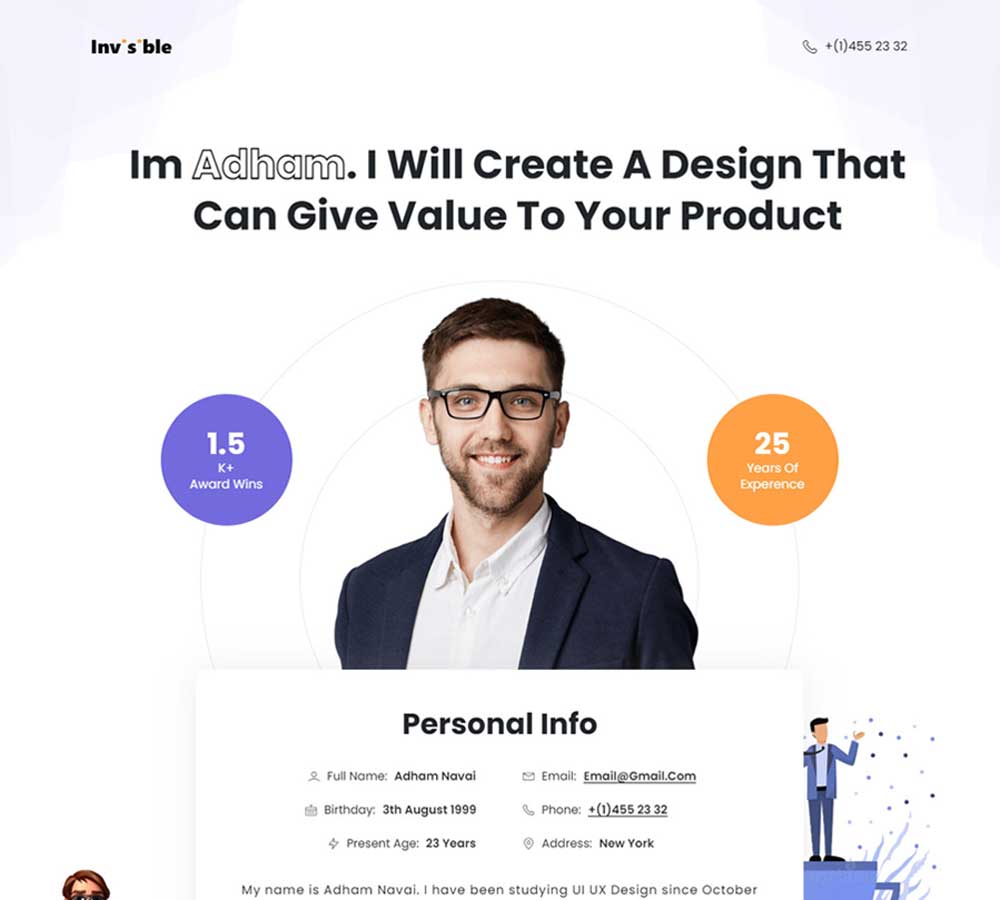 Invisible
+(1)455 23 32
Im Adham. I Will Create A Design That
Can Give Value To Your Product
1.5
K+
Award Wins
25
Years Of
Experence
Personal Info
Full Name: Adham Navai
Email: Email@Gmail.Com
Birthday: 3th August 1999
Phone: +(1)455 23 32
Present Age: 23 Years
Address: New York
My name is Adham Navai. I have been studying UI UX Design since October